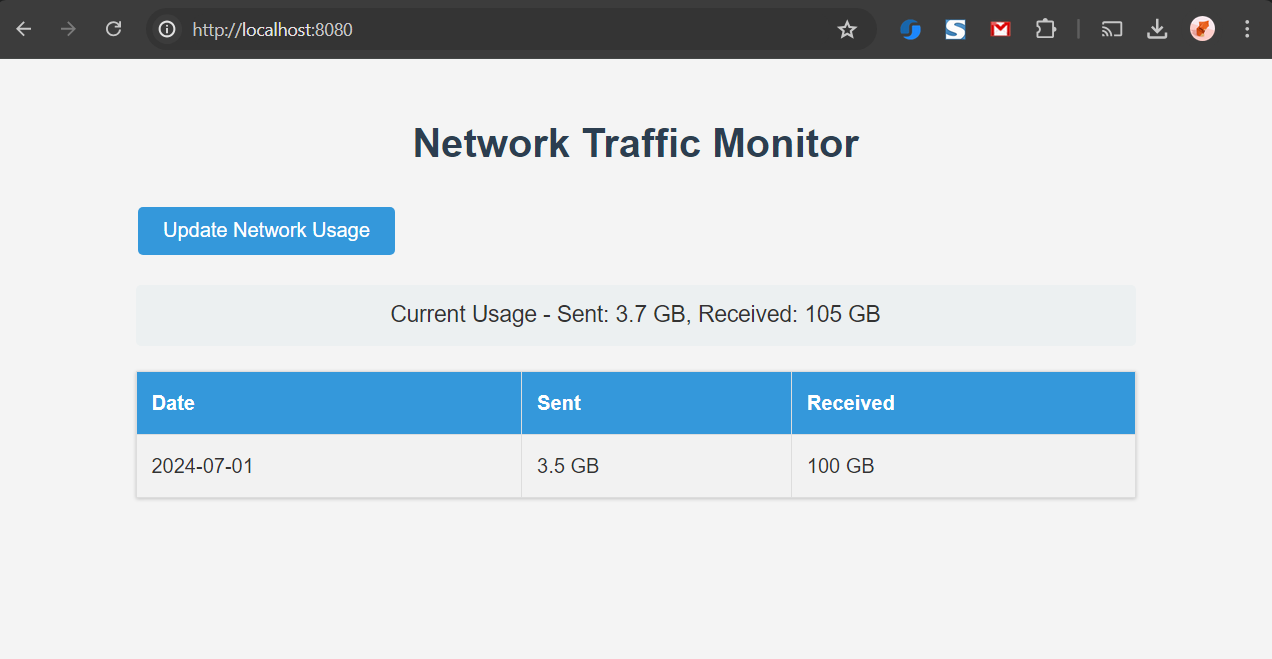 http://localhost:8080
Network Traffic Monitor
Update Network Usage
Current Usage - Sent: 3.7 GB, Received: 105 GB
Date Sent Received
2024-07-01 3.5 GB 100 GB